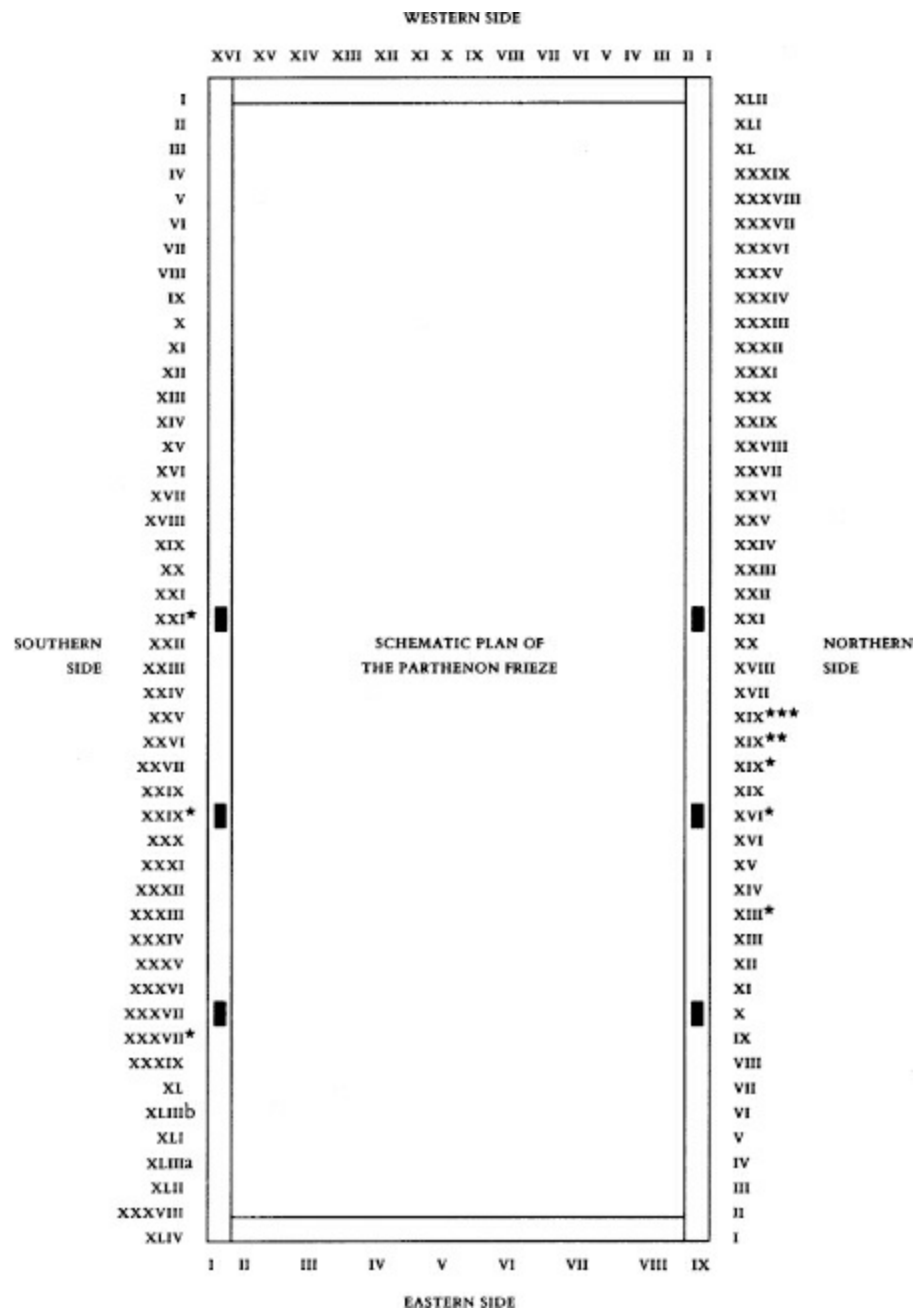 WESTERN SIDE
XVI XV XIV XIII XII XI X IX VIII VII VI V IV III II I
I XLII
II XLI
III XL
IV XXXIX
V XXXVIII
VI XXXVII
VII XXXVI
VIII XXXV
IX XXXIV
X XXXIII
XI XXXII
XII XXXI
XIII XXX
XIV XXIX
XV XXVIII
XVI XXVII
XVII XXVI
XVIII XXV
XIX XXIV
XX XXIII
XXI XXII
XXI★ XXI
SOUTHERN XXII SCHEMATIC PLAN OF XX NORTHERN
SIDE XXIII THE PARTHENON FRIEZE XVIII SIDE
XXIV XVII
XXV XIX★★★
XXVI XIX★★
XXVII XIX★
XXIX XIX
XXIX★ XVI★
XXX XVI
XXXI XV
XXXII XIV
XXXIII XIII★
XXXIV XIII
XXXV XII
XXXVI XI
XXXVII X
XXXVII★ IX
XXXIX VIII
XL VII
XLIIIb VI
XLI V
XLIIIa IV
XLII III
XXXVIII II
XLIV I
I II III IV V VI VII VIII IX
EASTERN SIDE